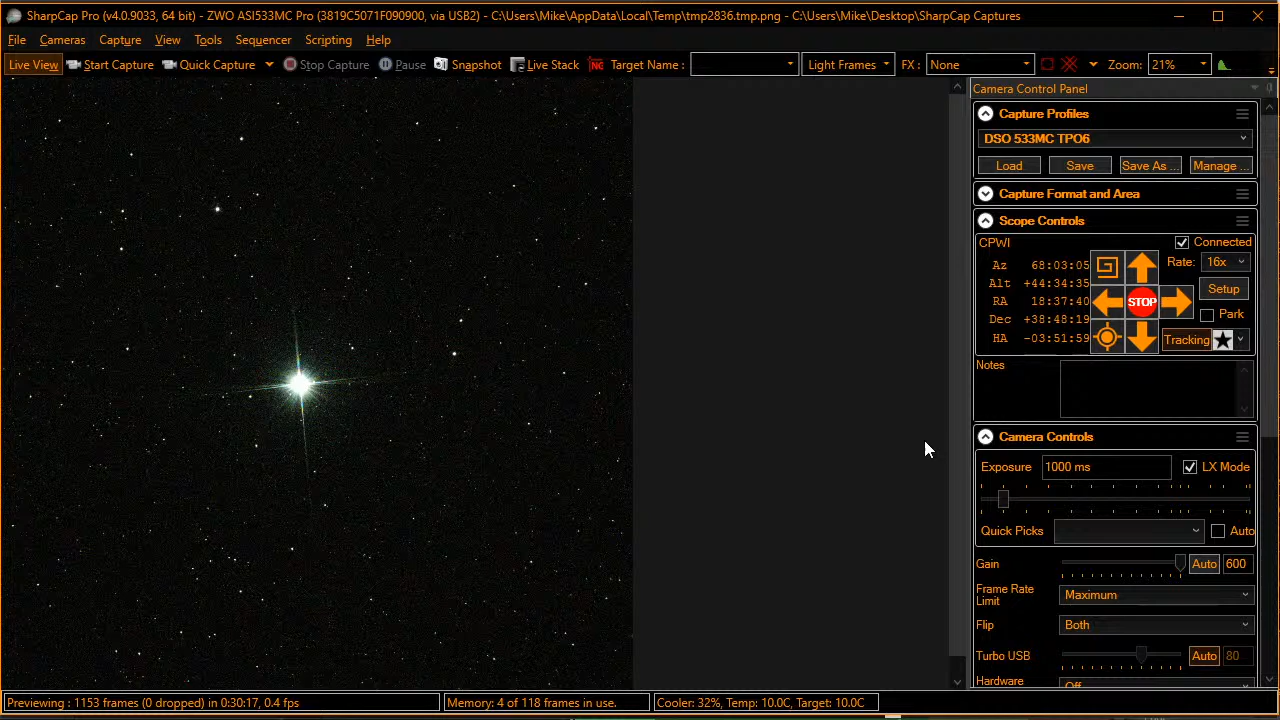 SharpCap Pro (v4.0.9033, 64 bit) - ZWO ASI533MC Pro (3819C5071F090900, via USB2) - C:\Users\Mike\AppData\Local\Temp\tmp2836.tmp.png - C:\Users\Mike\Desktop\SharpCap Captures
File Cameras Capture View Tools Sequencer Scripting Help
Live View Start Capture Quick Capture Stop Capture Pause Snapshot Live Stack NC Target Name : Light Frames FX : None Zoom: 21%
Camera Control Panel
Capture Profiles
DSO 533MC TPO6
Load Save Save As ... Manage ...
Capture Format and Area
Scope Controls
CPWI Connected
Az 68:03:05 Rate: 16x
Alt +44:34:35 Setup
RA 18:37:40 STOP
Dec +38:48:19 Park
HA -03:51:59 Tracking
Notes
Camera Controls
Exposure 1000 ms LX Mode
Quick Picks Auto
Gain Auto 600
Frame Rate
Limit Maximum
Flip Both
Turbo USB Auto 80
Hardware Off
Previewing : 1153 frames (0 dropped) in 0:30:17, 0.4 fps Memory: 4 of 118 frames in use. Cooler: 32%, Temp: 10.0C, Target: 10.0C